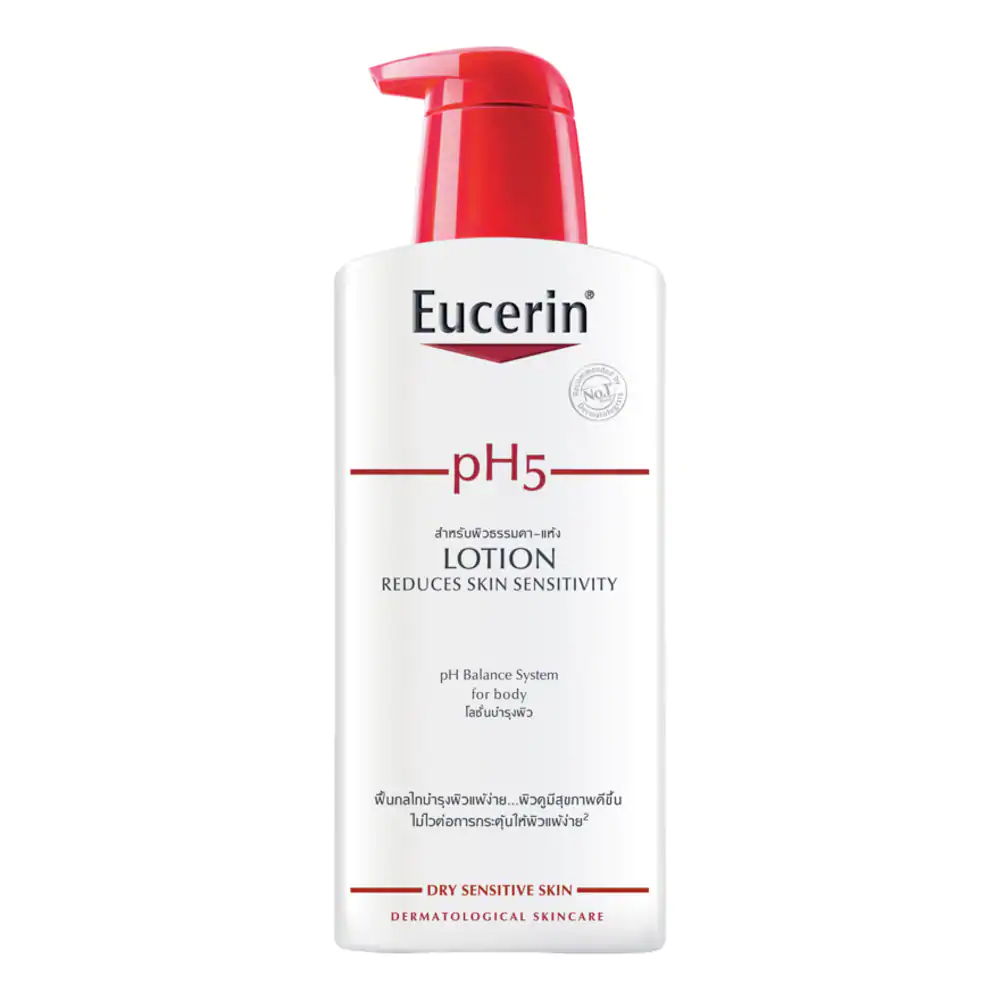 Eucerin®
Recommended by
No.1
Dermatologists
pH5
สำหรับผิวธรรมดา-แห้ง
LOTION
REDUCES SKIN SENSITIVITY
pH Balance System
for body
โลชั่นบำรุงผิว
ฟื้นกลไกบำรุงผิวแพ้ง่าย...ผิวดูมีสุขภาพดีขึ้น
ไม่ไวต่อการกระตุ้นให้ผิวแพ้ง่าย²
DRY SENSITIVE SKIN
DERMATOLOGICAL SKINCARE